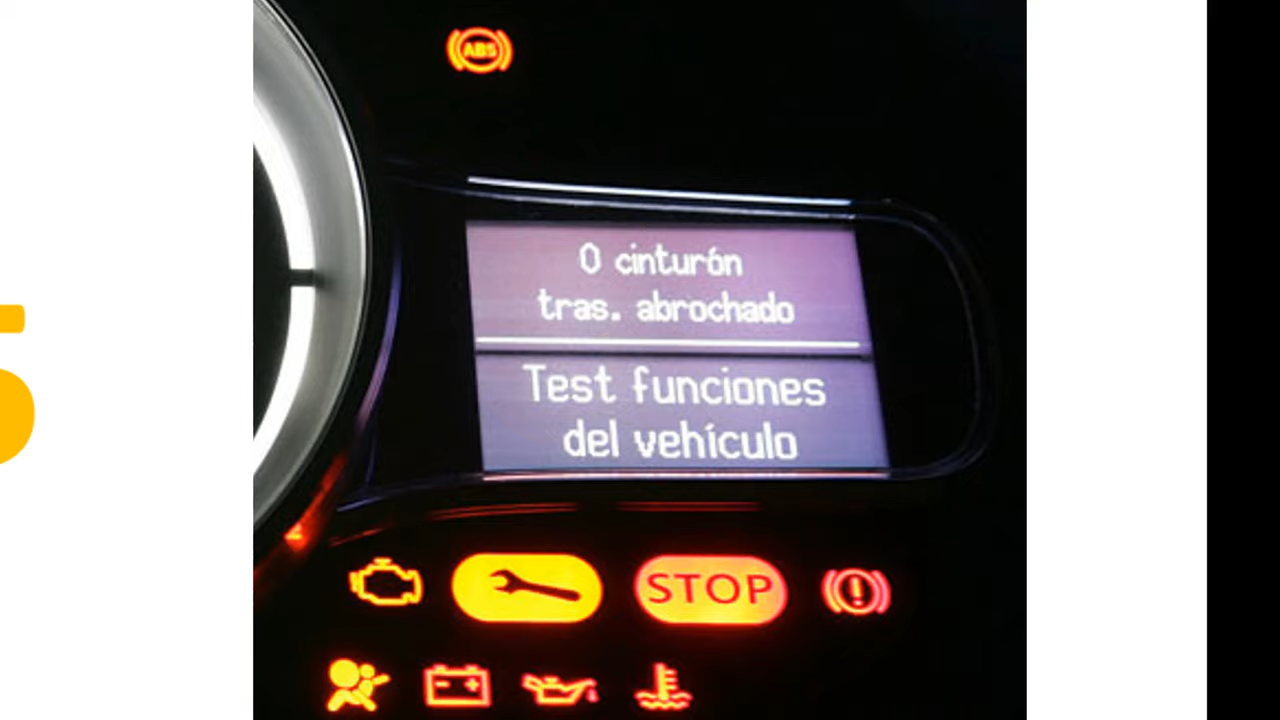 ABS
0 cinturón
tras. abrochado
Test funciones
del vehículo
STOP